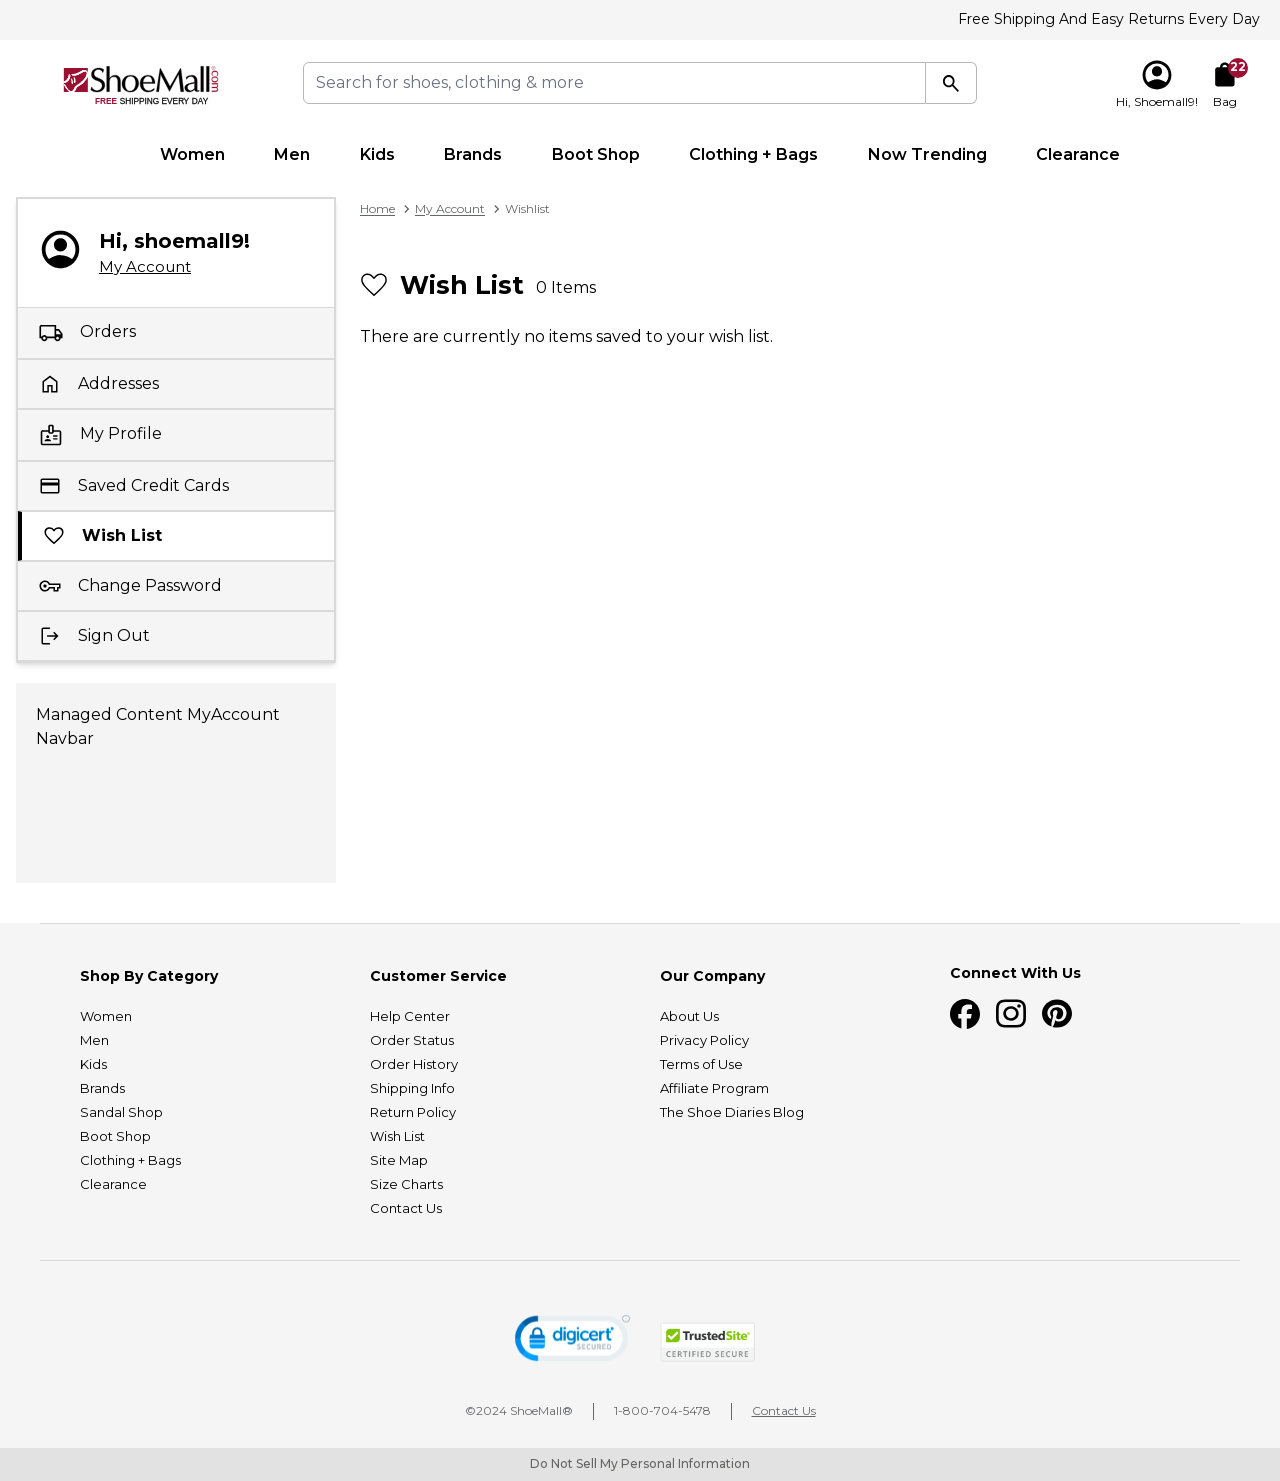 Free Shipping And Easy Returns Every Day
ShoeMall.com
FREE SHIPPING EVERY DAY
Search for shoes, clothing & more
22
Hi, Shoemall9!
Bag
Women
Men
Kids
Brands
Boot Shop
Clothing + Bags
Now Trending
Clearance
Hi, shoemall9!
My Account
Orders
Addresses
My Profile
Saved Credit Cards
Wish List
Change Password
Sign Out
Managed Content MyAccount
Navbar
Home > My Account > Wishlist
Wish List 0 Items
There are currently no items saved to your wish list.
Shop By Category
Women
Men
Kids
Brands
Sandal Shop
Boot Shop
Clothing + Bags
Clearance
Customer Service
Help Center
Order Status
Order History
Shipping Info
Return Policy
Wish List
Site Map
Size Charts
Contact Us
Our Company
About Us
Privacy Policy
Terms of Use
Affiliate Program
The Shoe Diaries Blog
Connect With Us
digicert
SECURED
TrustedSite
CERTIFIED SECURE
©2024 ShoeMall®
1-800-704-5478
Contact Us
Do Not Sell My Personal Information